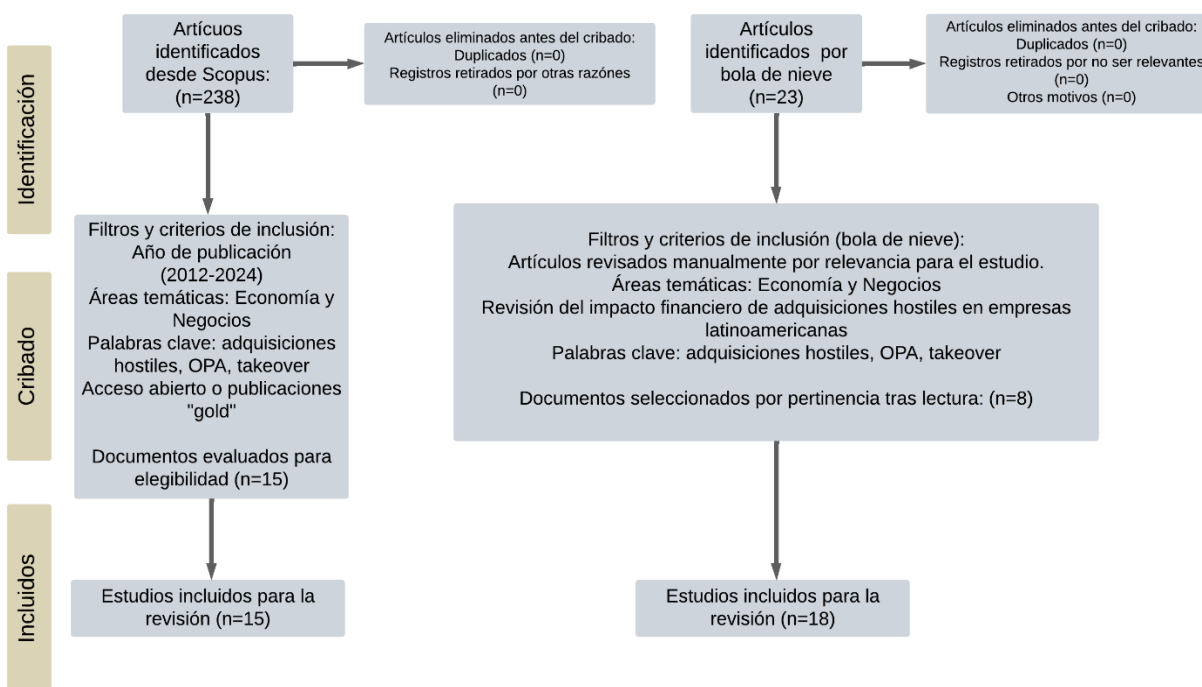 Identificación
Artícuos
identificados
desde Scopus:
(n=238)
Artículos eliminados antes del cribado:
Duplicados (n=0)
Registros retirados por otras razónes
(n=0)
Artículos
identificados por
bola de nieve
(n=23)
Artículos eliminados antes del cribado:
Duplicados (n=0)
Registros retirados por no ser relevantes
(n=0)
Otros motivos (n=0)
Cribado
Filtros y criterios de inclusión:
Año de publicación
(2012-2024)
Áreas temáticas: Economía y
Negocios
Palabras clave: adquisiciones
hostiles, OPA, takeover
Acceso abierto o publicaciones
"gold"
Documentos evaluados para
elegibilidad (n=15)
Filtros y criterios de inclusión (bola de nieve):
Artículos revisados manualmente por relevancia para el estudio.
Áreas temáticas: Economía y Negocios
Revisión del impacto financiero de adquisiciones hostiles en empresas
latinoamericanas
Palabras clave: adquisiciones hostiles, OPA, takeover
Documentos seleccionados por pertinencia tras lectura: (n=8)
Incluidos
Estudios incluidos para la
revisión (n=15)
Estudios incluidos para la
revisión (n=18)